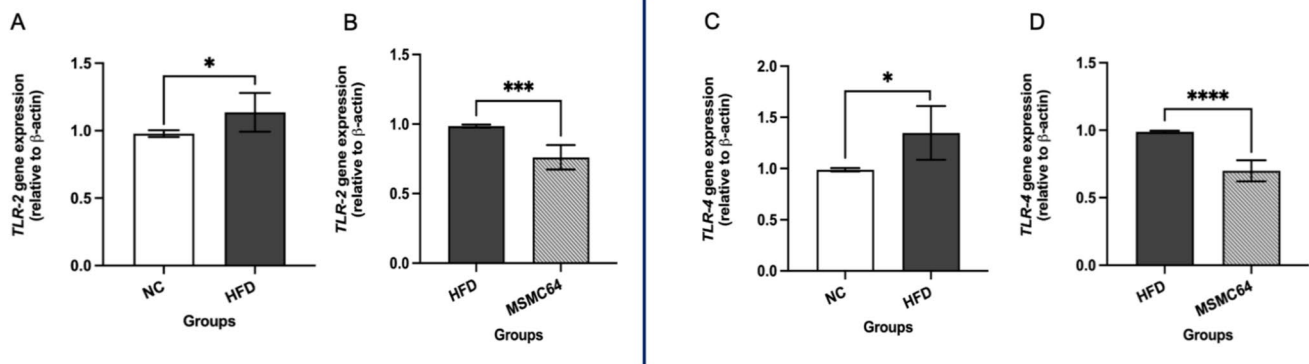 A
TLR-2 gene expression
(relative to β-actin)
1.5
1.0
0.5
0.0
*
NC
HFD
Groups
B
TLR-2 gene expression
(relative to β-actin)
1.5
1.0
0.5
0.0
***
HFD
MSMC64
Groups
C
TLR-4 gene expression
(relative to β-actin)
2.0
1.5
1.0
0.5
0.0
*
NC
HFD
Groups
D
TLR-4 gene expression
(relative to β-actin)
1.5
1.0
0.5
0.0
****
HFD
MSMC64
Groups